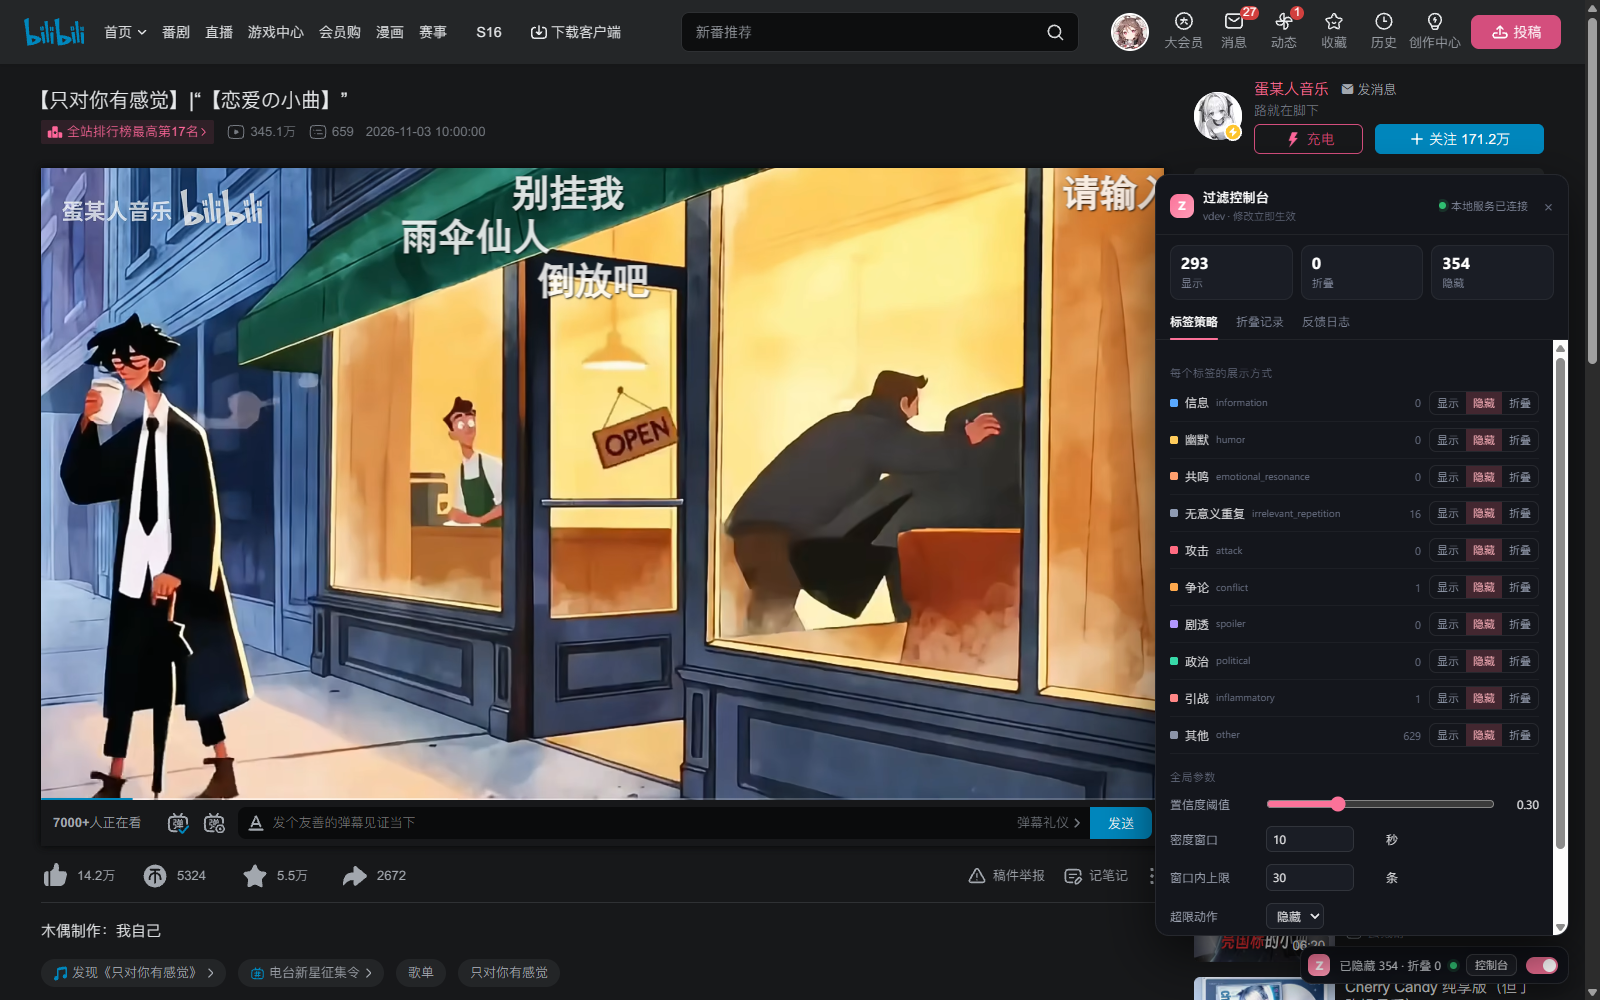 bilibili
首页
番剧
直播
游戏中心
会员购
漫画
赛事
S16
下载客户端
新番推荐
大会员
27
消息
1
动态
收藏
历史
创作中心
投稿
【只对你有感觉】|“【恋爱の小曲】”
全站排行榜最高第17名
345.1万
659
2026-11-03 10:00:00
蛋某人音乐
发消息
路就在脚下
充电
+ 关注 171.2万
蛋某人音乐 bilibili
别挂我
雨伞仙人
倒放吧
请输入
OPEN
Z
过滤控制台
vdev · 修改立即生效
本地服务已连接
×
293
显示
0
折叠
354
隐藏
标签策略
折叠记录
反馈日志
每个标签的展示方式
信息 information 0 显示 隐藏 折叠
幽默 humor 0 显示 隐藏 折叠
共鸣 emotional_resonance 0 显示 隐藏 折叠
无意义重复 irrelevant_repetition 16 显示 隐藏 折叠
攻击 attack 0 显示 隐藏 折叠
争论 conflict 1 显示 隐藏 折叠
剧透 spoiler 0 显示 隐藏 折叠
政治 political 0 显示 隐藏 折叠
引战 inflammatory 1 显示 隐藏 折叠
其他 other 629 显示 隐藏 折叠
全局参数
置信度阈值 0.30
密度窗口 10 秒
窗口内上限 30 条
超限动作 隐藏
7000+人正在看
弹
弹
A
发个友善的弹幕见证当下
弹幕礼仪
发送
14.2万
5324
5.5万
2672
稿件举报
记笔记
木偶制作：我自己
发现《只对你有感觉》
电台新星征集令
歌单
只对你有感觉
06:20
Z
已隐藏 354 · 折叠 0
控制台
Cherry Candy 纯享版（但了